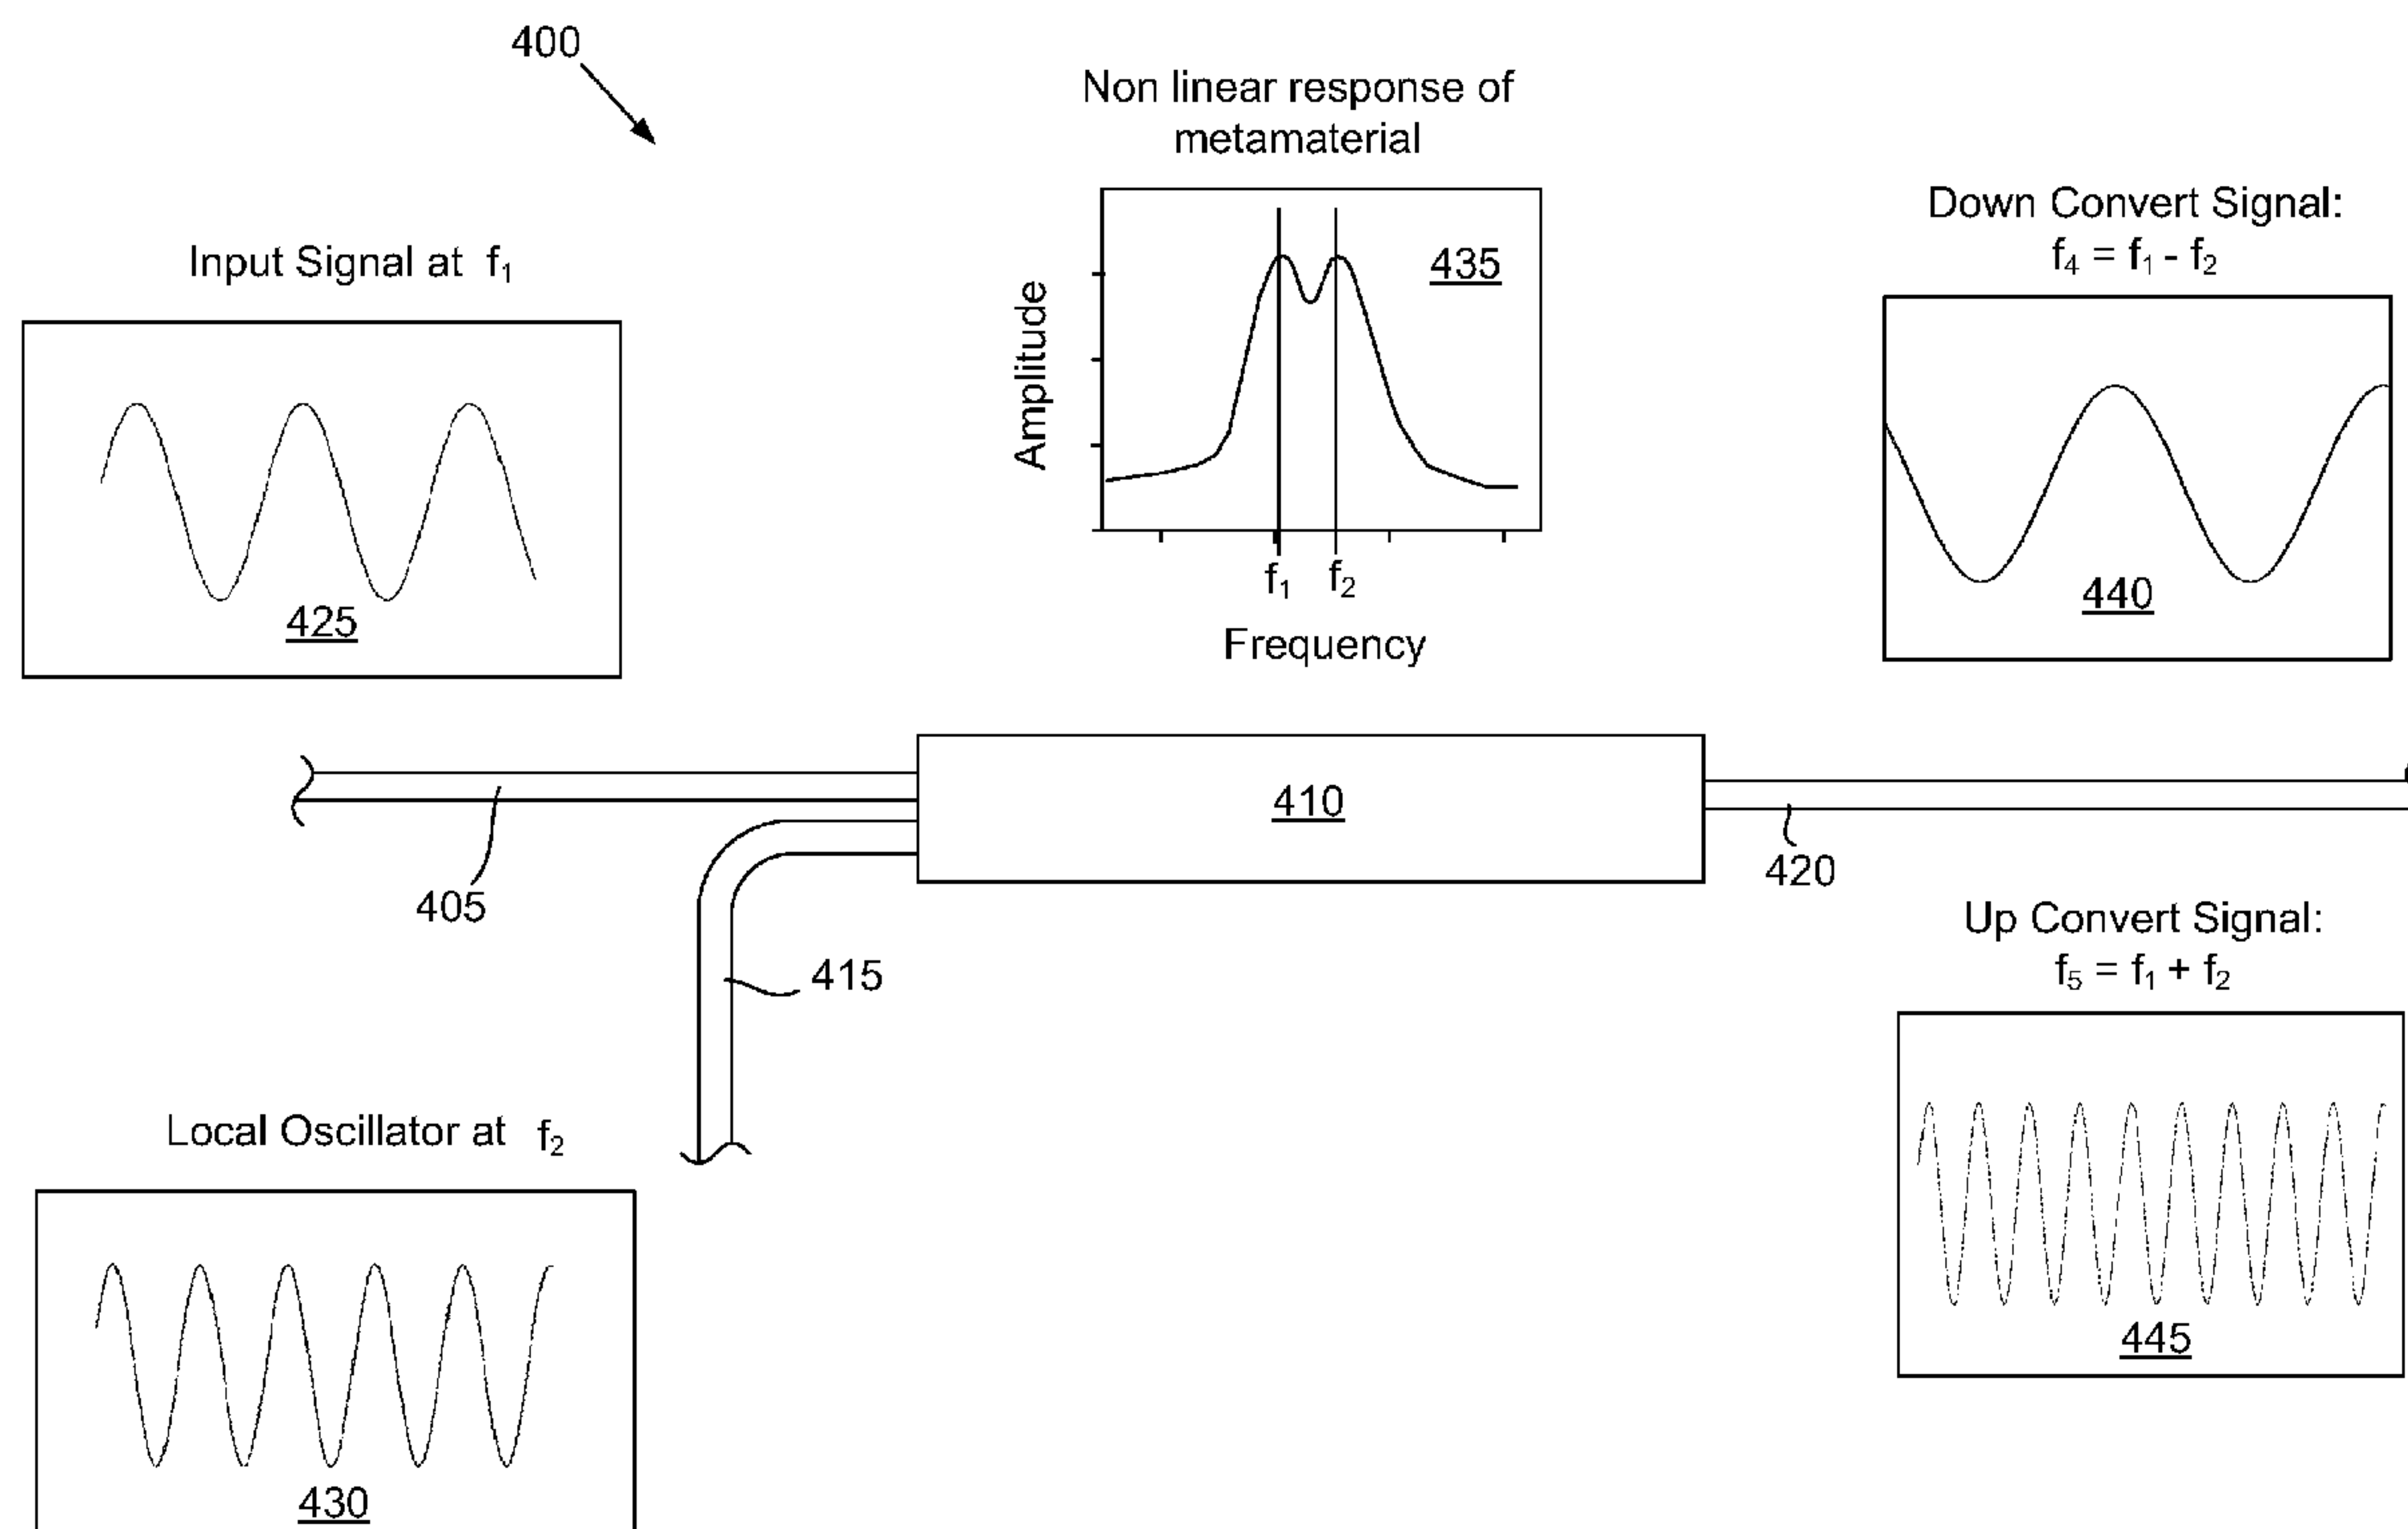 400
Non linear response of
metamaterial
435
Amplitude
f₁ f₂
Frequency
Input Signal at f₁
425
Down Convert Signal:
f₄ = f₁ - f₂
440
410
405
415
420
Local Oscillator at f₂
430
Up Convert Signal:
f₅ = f₁ + f₂
445